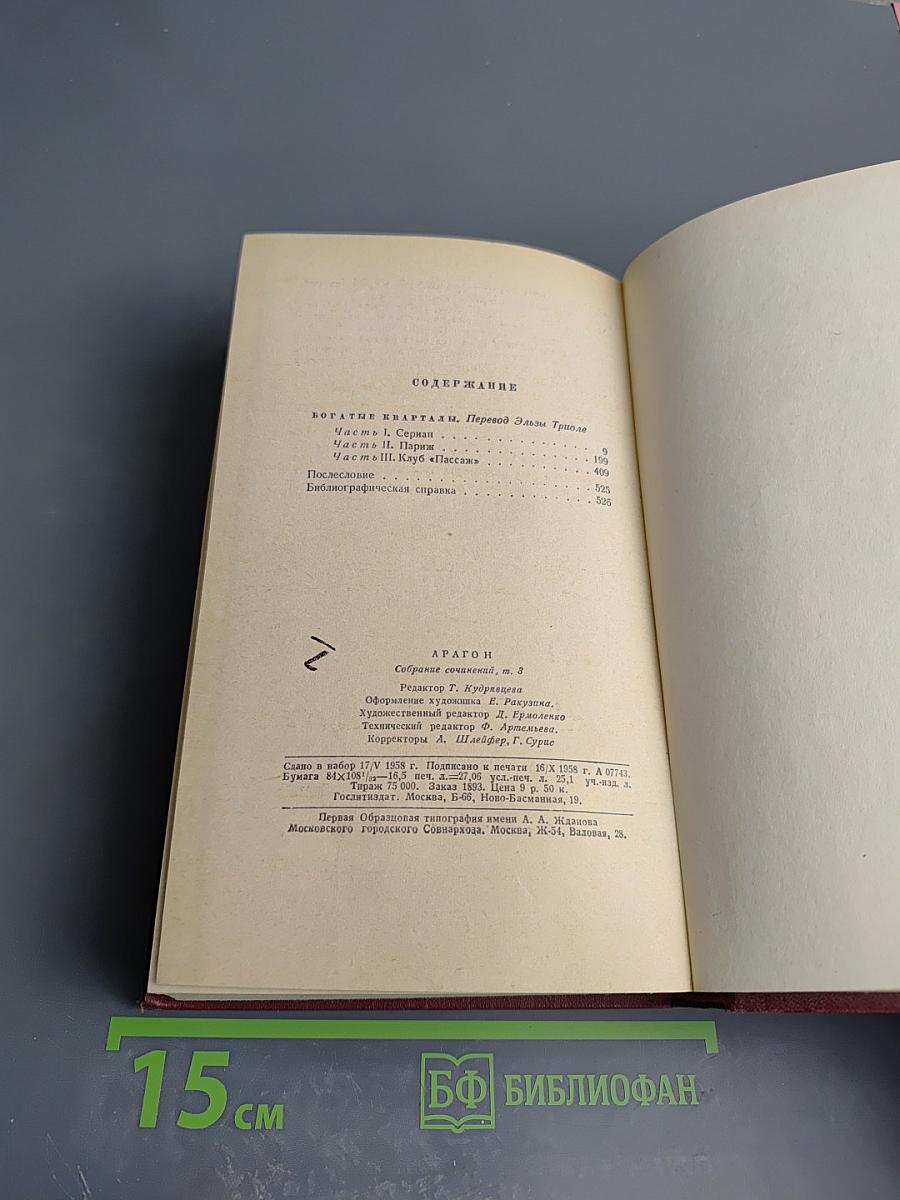 СОДЕРЖАНИЕ
БОГАТЫЕ КВАРТАЛЫ. Перевод Эльзы Триоле
Часть I. Сериан . . . . . . . . . . . . 9
Часть II. Париж . . . . . . . . . . . . 199
Часть III. Клуб «Пассаж» . . . . . . . . . 409
Послесловие . . . . . . . . . . . . . . 525
Библиографическая справка . . . . . . . . . . 526
АРАГОН
Собрание сочинений, т. 3
Редактор Т. Кудрявцева
Оформление художника Е. Ракузина.
Художественный редактор Д. Ермоленко
Технический редактор Ф. Артемьева.
Корректоры А. Шлейфер, Г. Сурис
Сдано в набор 17/V 1958 г. Подписано к печати 16/X 1958 г. А 07743.
Бумага 84×108¹/₃₂—16,5 печ. л.=27,06 усл.-печ. л. 25,1 уч.-изд. л.
Тираж 75 000. Заказ 1893. Цена 9 р. 50 к.
Гослитиздат. Москва, Б-66, Ново-Басманная, 19.
Первая Образцовая типография имени А. А. Жданова
Московского городского Совнархоза. Москва, Ж-54, Валовая, 28.
15 см
БФ БИБЛИОФАН